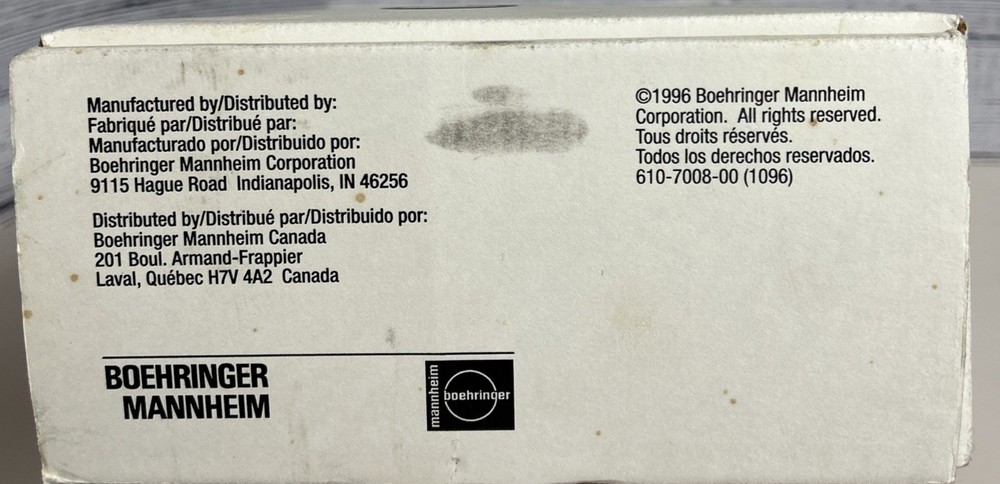 Manufactured by/Distributed by:
Fabriqué par/Distribué par:
Manufacturado por/Distribuido por:
Boehringer Mannheim Corporation
9115 Hague Road Indianapolis, IN 46256
Distributed by/Distribué par/Distribuido por:
Boehringer Mannheim Canada
201 Boul. Armand-Frappier
Laval, Québec H7V 4A2 Canada
©1996 Boehringer Mannheim
Corporation. All rights reserved.
Tous droits réservés.
Todos los derechos reservados.
610-7008-00 (1096)
BOEHRINGER
MANNHEIM
mannheim
boehringer